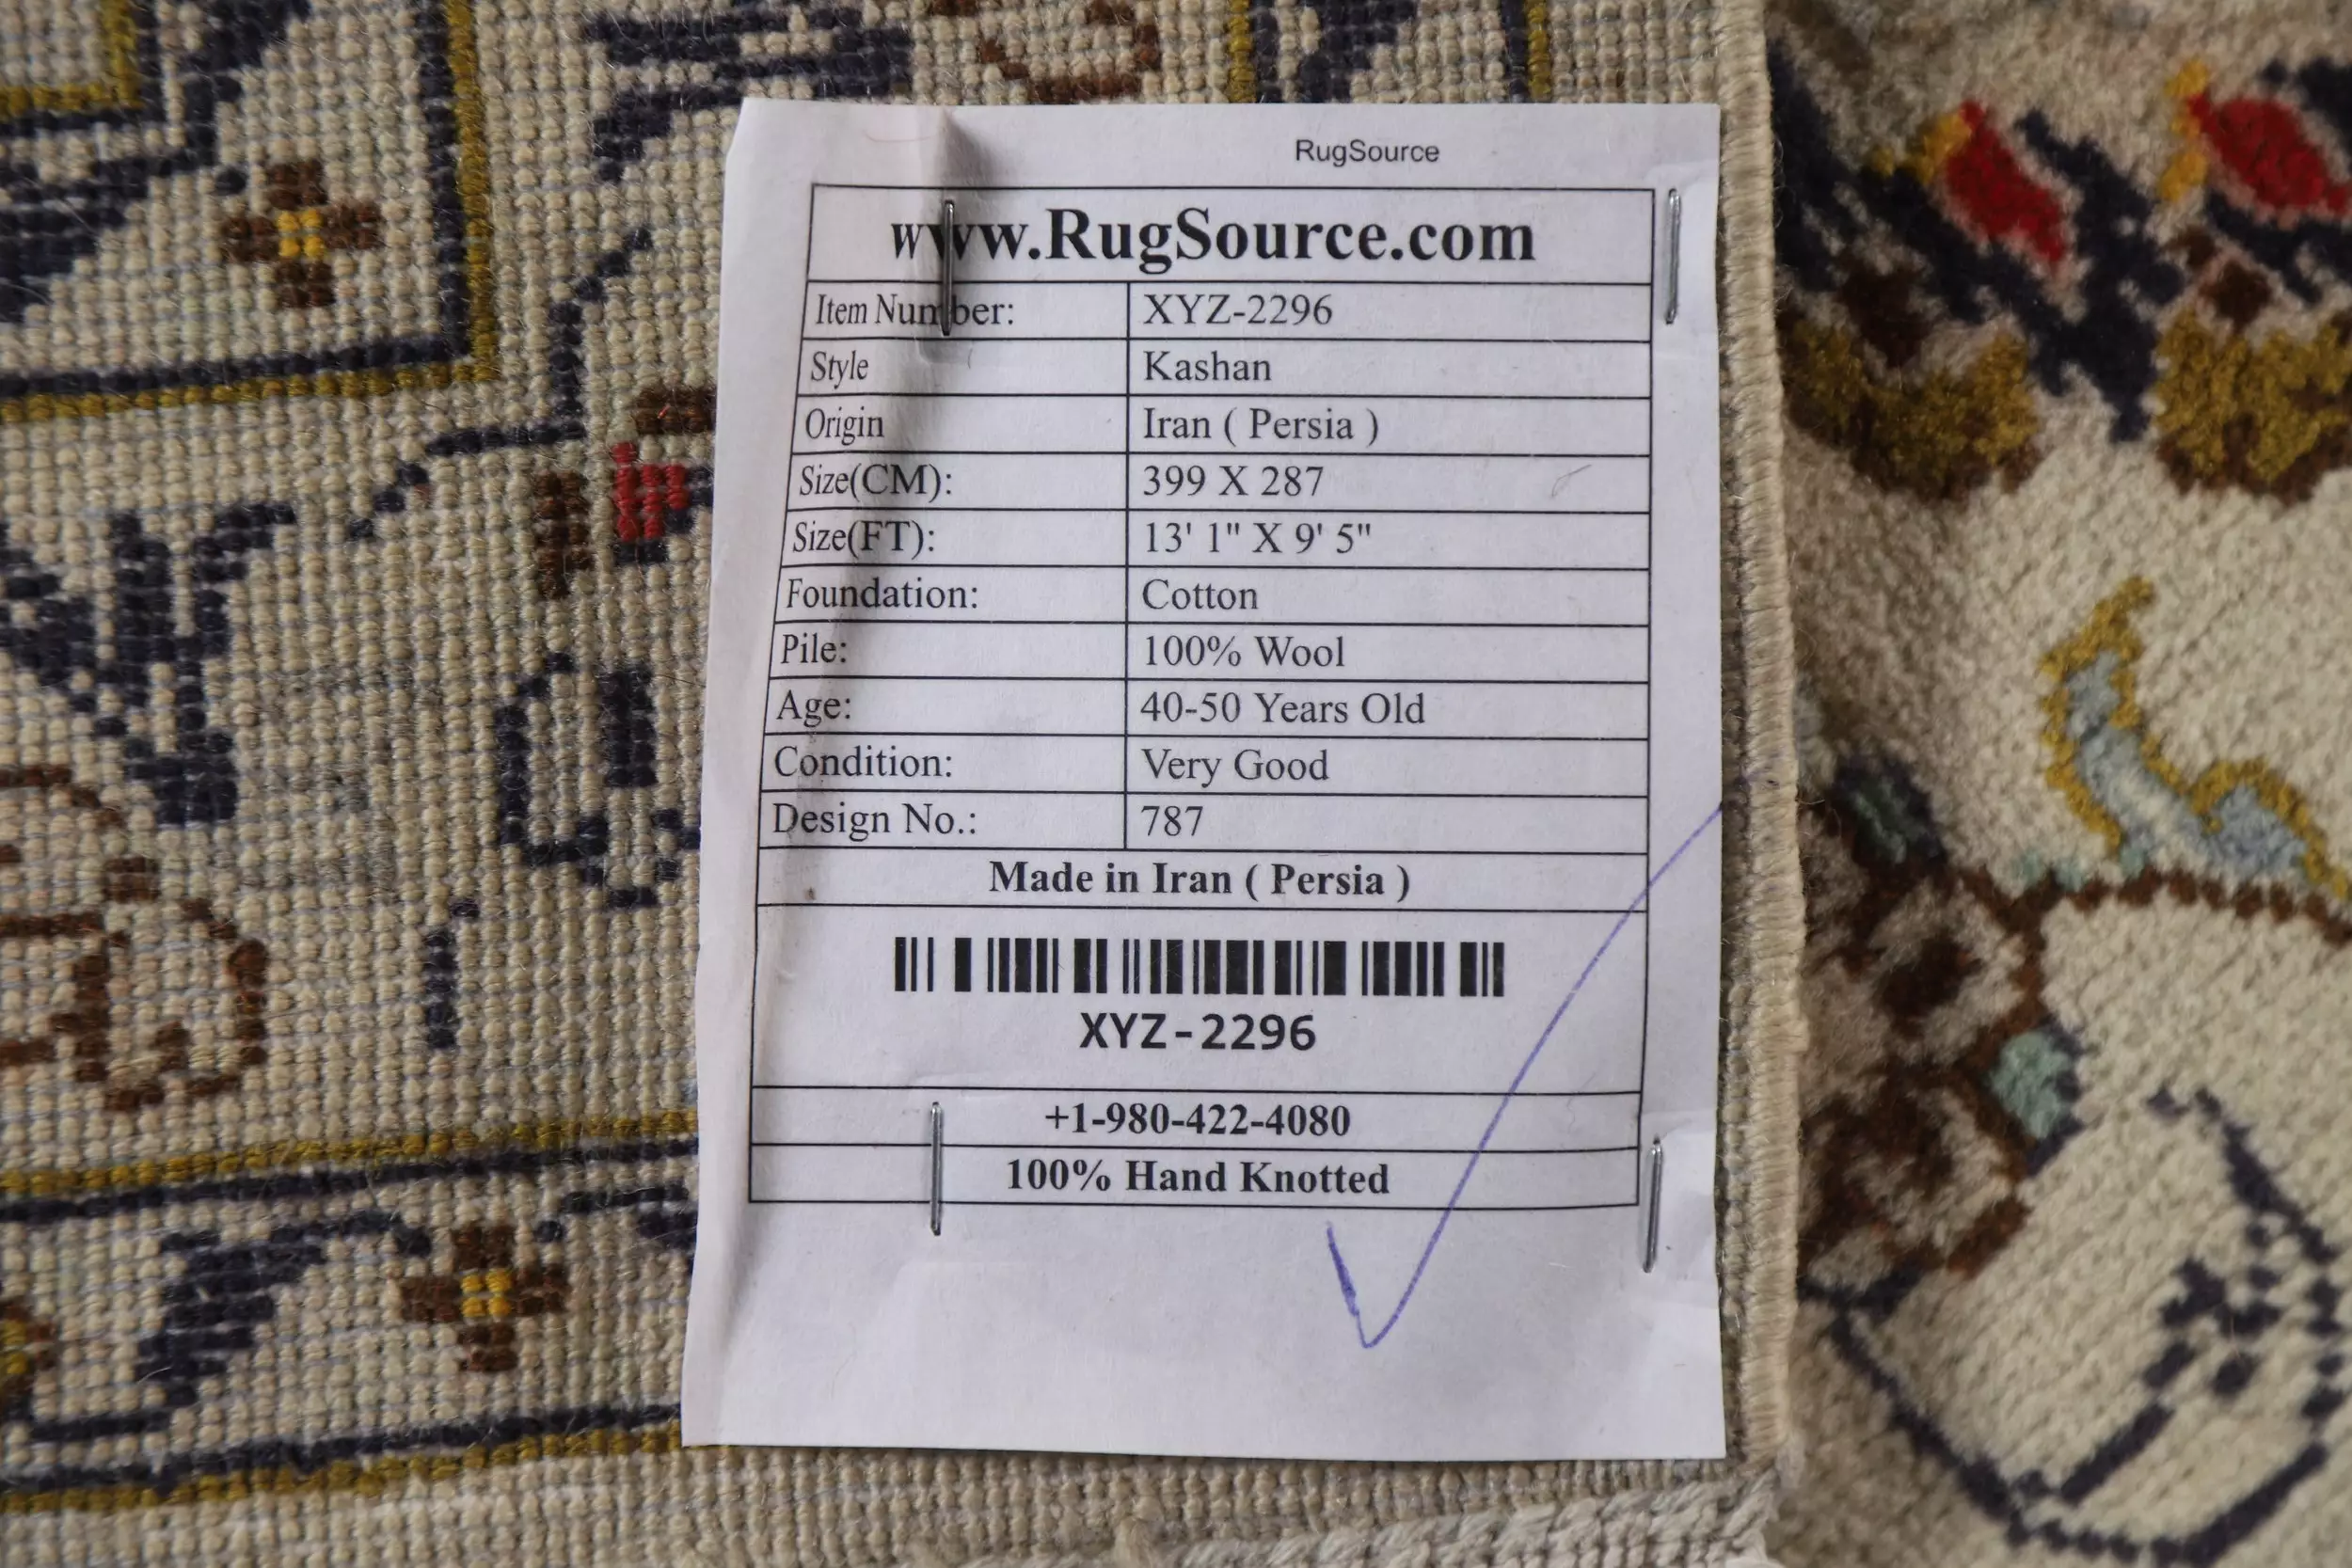 RugSource
www.RugSource.com
Item Number: XYZ-2296
Style Kashan
Origin Iran ( Persia )
Size(CM): 399 X 287
Size(FT): 13' 1" X 9' 5"
Foundation: Cotton
Pile: 100% Wool
Age: 40-50 Years Old
Condition: Very Good
Design No.: 787
Made in Iran ( Persia )
XYZ-2296
+1-980-422-4080
100% Hand Knotted